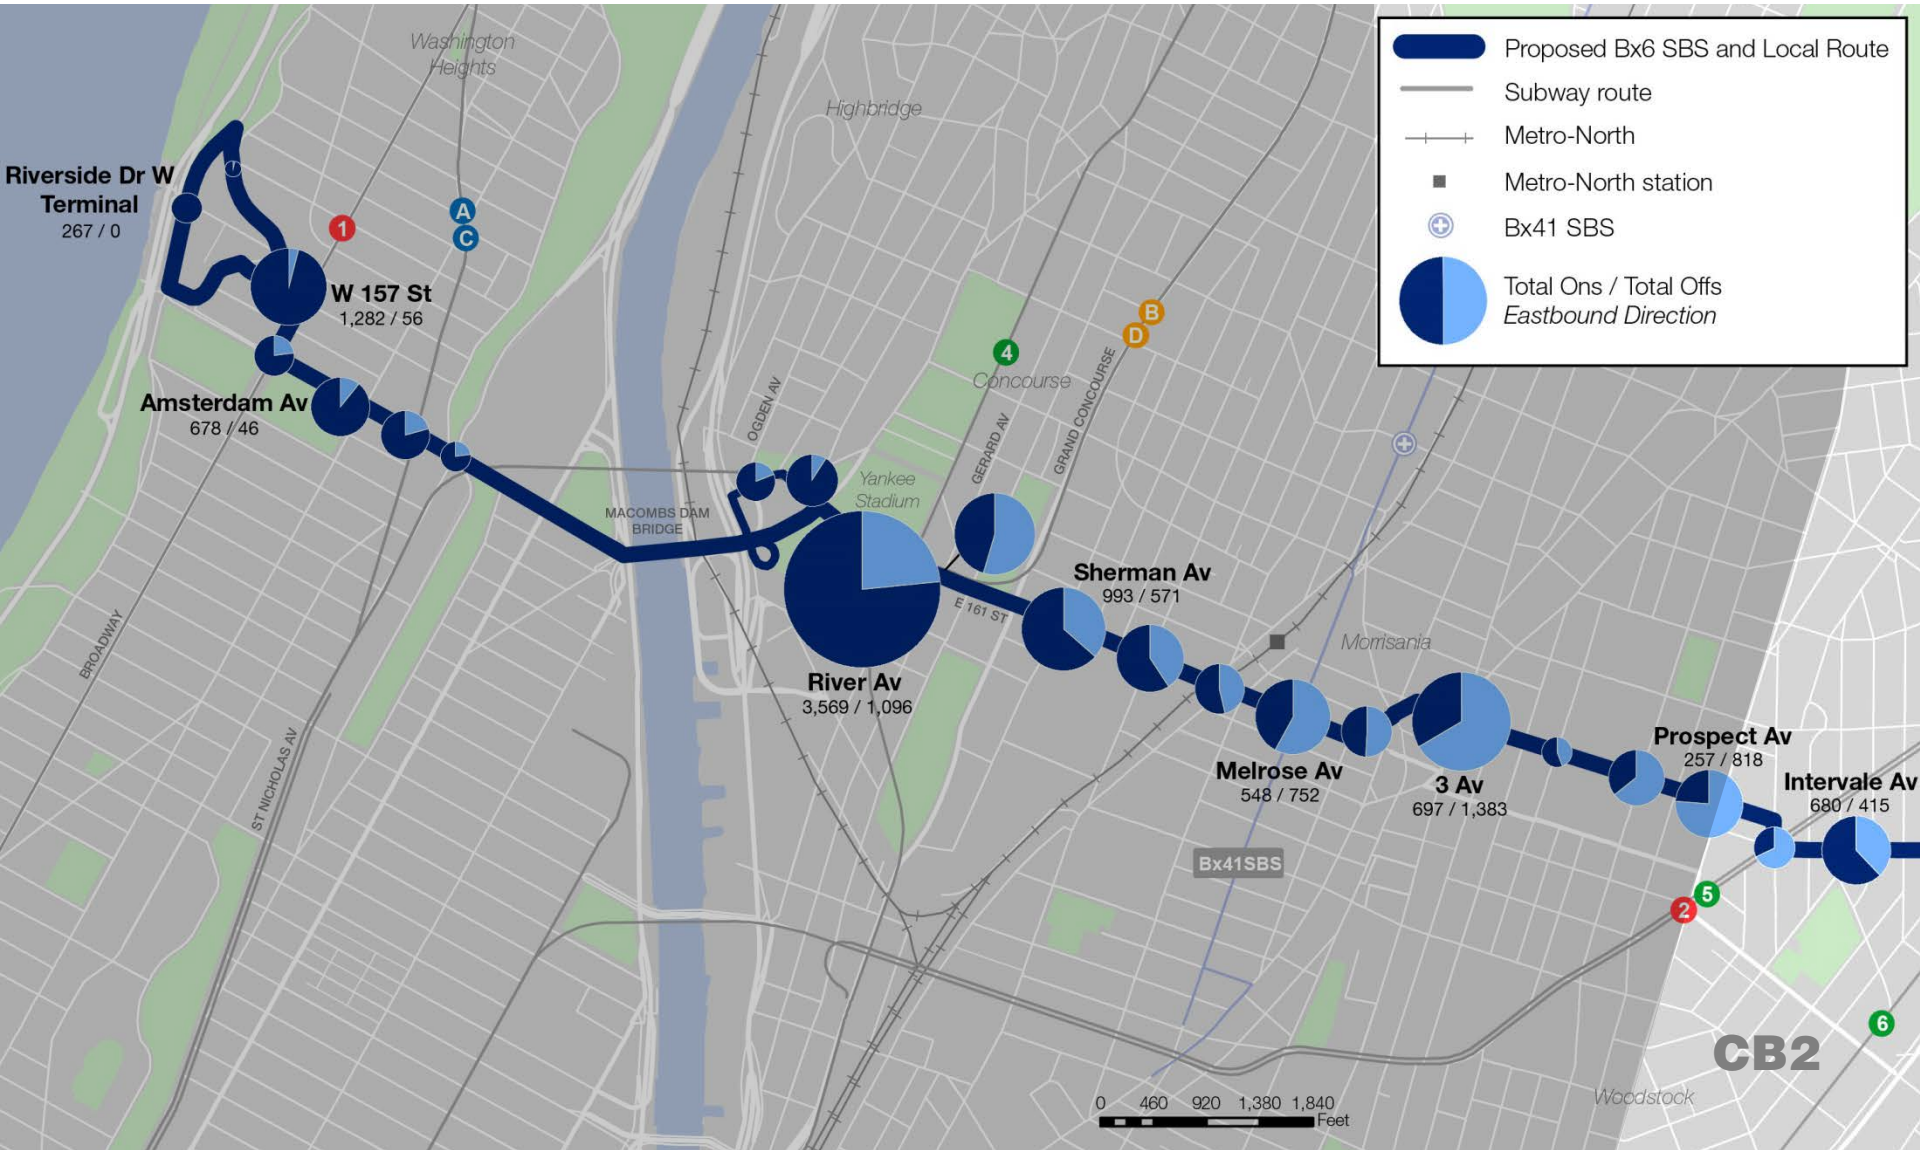 Washington
Heights
Highbridge
Proposed Bx6 SBS and Local Route
Subway route
Metro-North
Metro-North station
Bx41 SBS
Total Ons / Total Offs
Eastbound Direction
Riverside Dr W
Terminal
267 / 0
1
A
C
W 157 St
1,282 / 56
Amsterdam Av
678 / 46
B
D
4
Concourse
OGDEN AV
GERARD AV
GRAND CONCOURSE
Yankee
Stadium
MACOMBS DAM
BRIDGE
E 161 ST
Sherman Av
993 / 571
BROADWAY
ST NICHOLAS AV
River Av
3,569 / 1,096
Morrisania
Melrose Av
548 / 752
3 Av
697 / 1,383
Prospect Av
257 / 818
Intervale Av
680 / 415
Bx41SBS
5
2
6
CB2
Woodstock
0 460 920 1,380 1,840
Feet